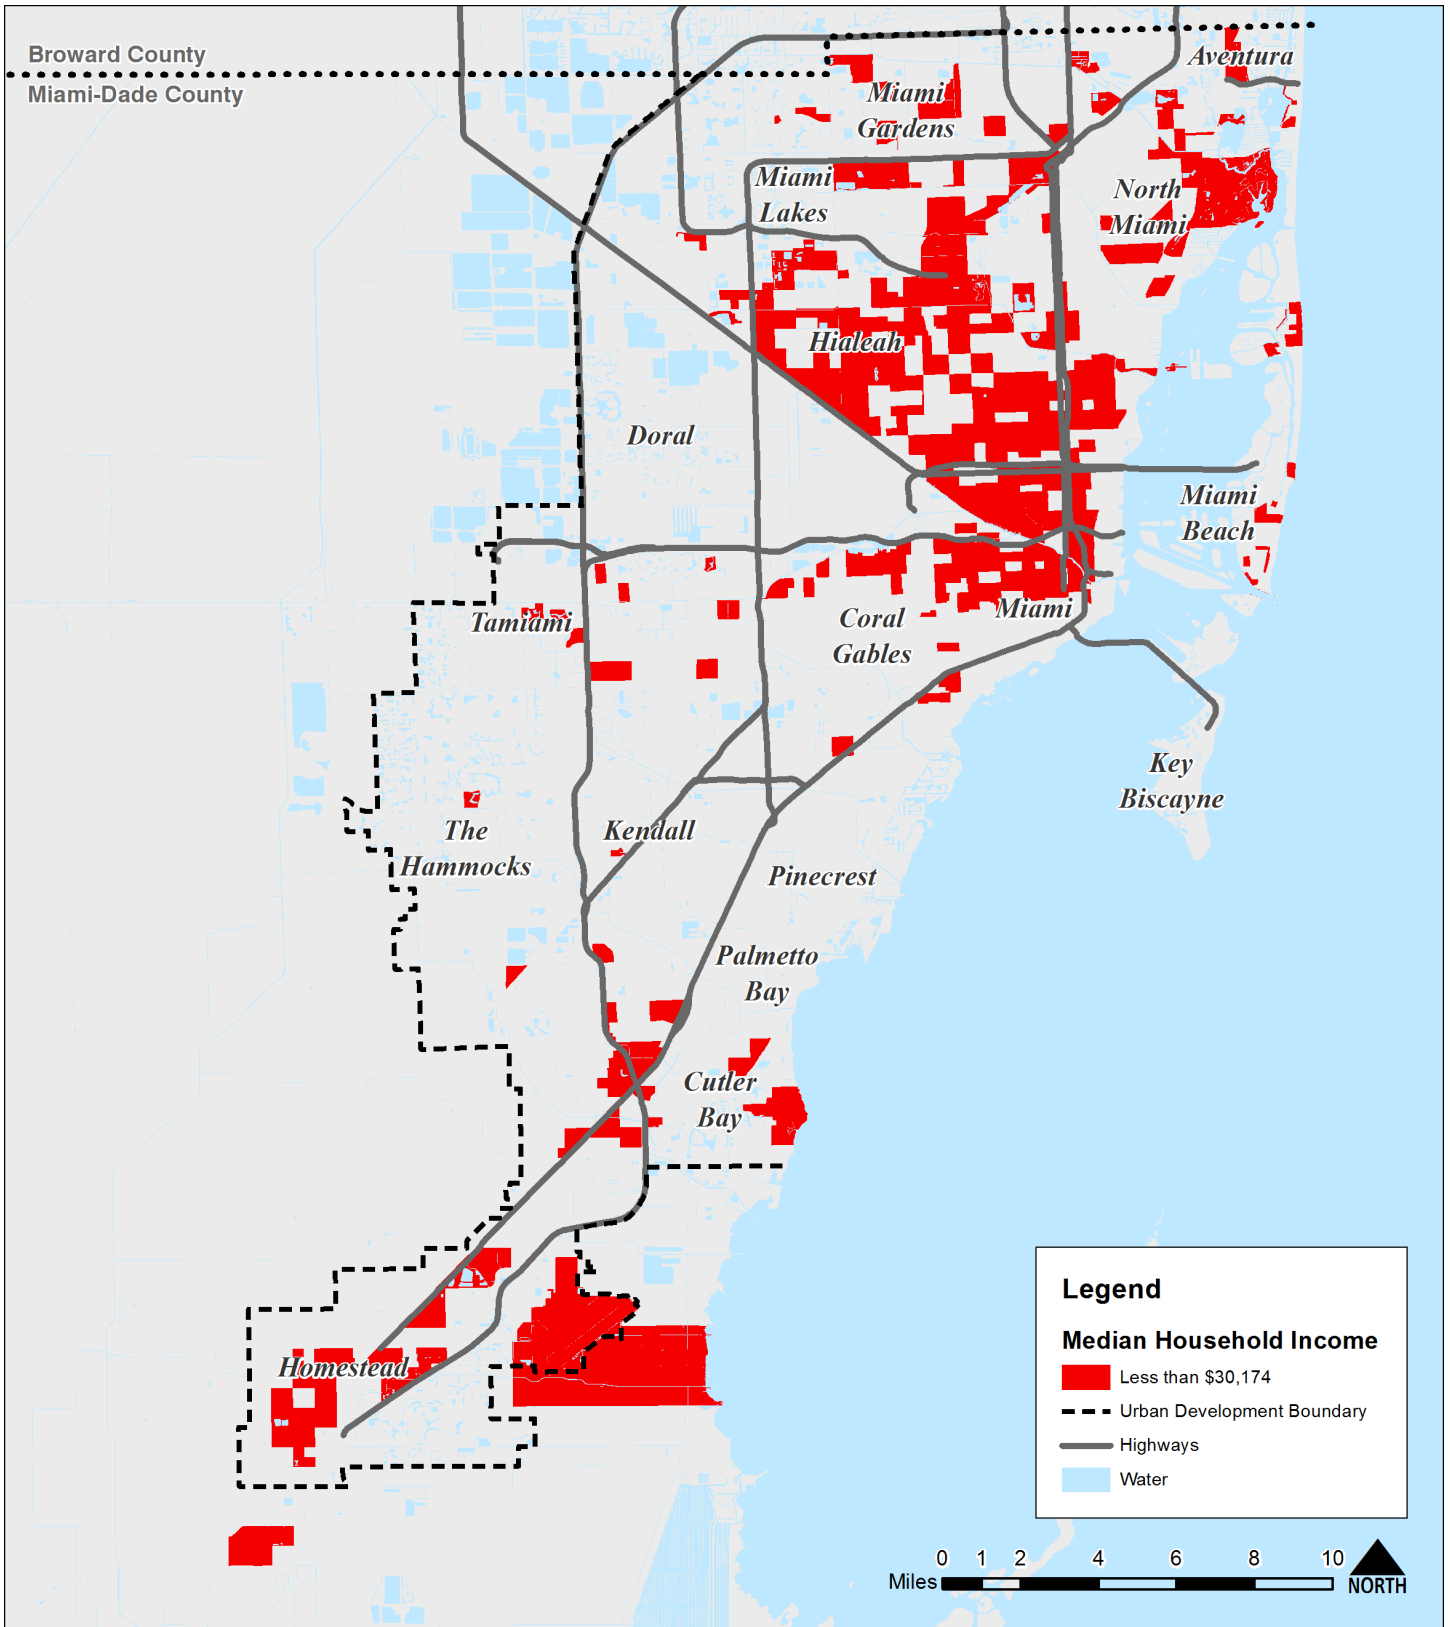 Broward County
Miami-Dade County
Aventura
Miami
Gardens
Miami
Lakes
North
Miami
Hialeah
Doral
Miami
Beach
Tamiami
Coral
Gables
Miami
Key
Biscayne
The
Hammocks
Kendall
Pinecrest
Palmetto
Bay
Cutler
Bay
Homestead
Legend
Median Household Income
Less than $30,174
Urban Development Boundary
Highways
Water
0 1 2 4 6 8 10
Miles
NORTH